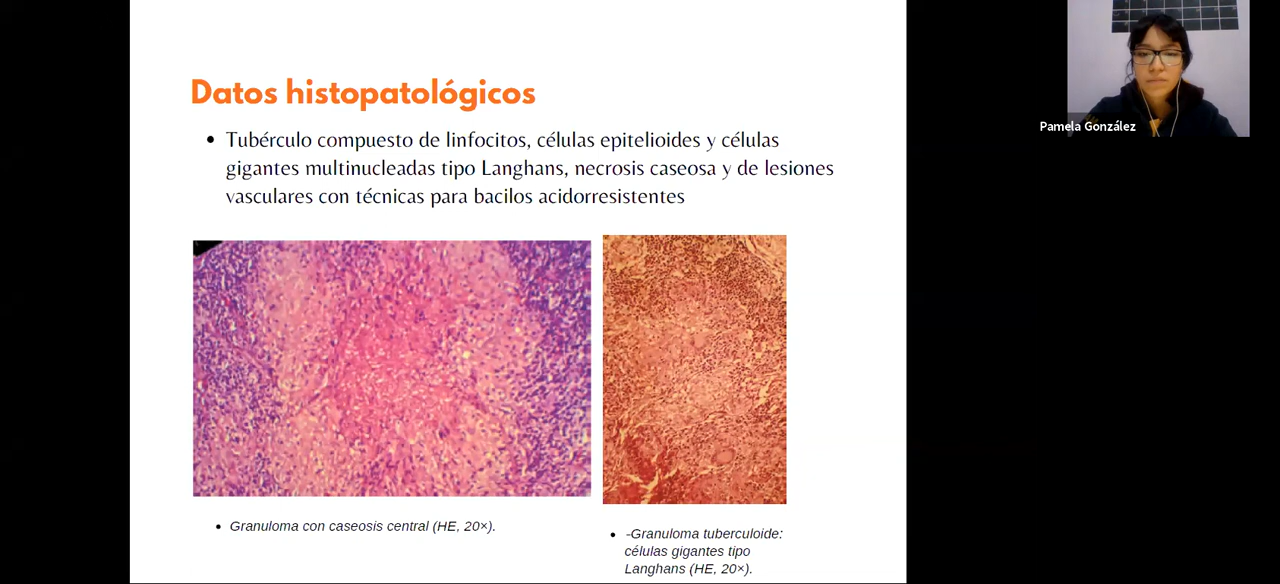 Datos histopatológicos
• Tubérculo compuesto de linfocitos, células epitelioides y células
gigantes multinucleadas tipo Langhans, necrosis caseosa y de lesiones
vasculares con técnicas para bacilos acidorresistentes
Pamela González
• Granuloma con caseosis central (HE, 20×).
• -Granuloma tuberculoide:
células gigantes tipo
Langhans (HE, 20×).